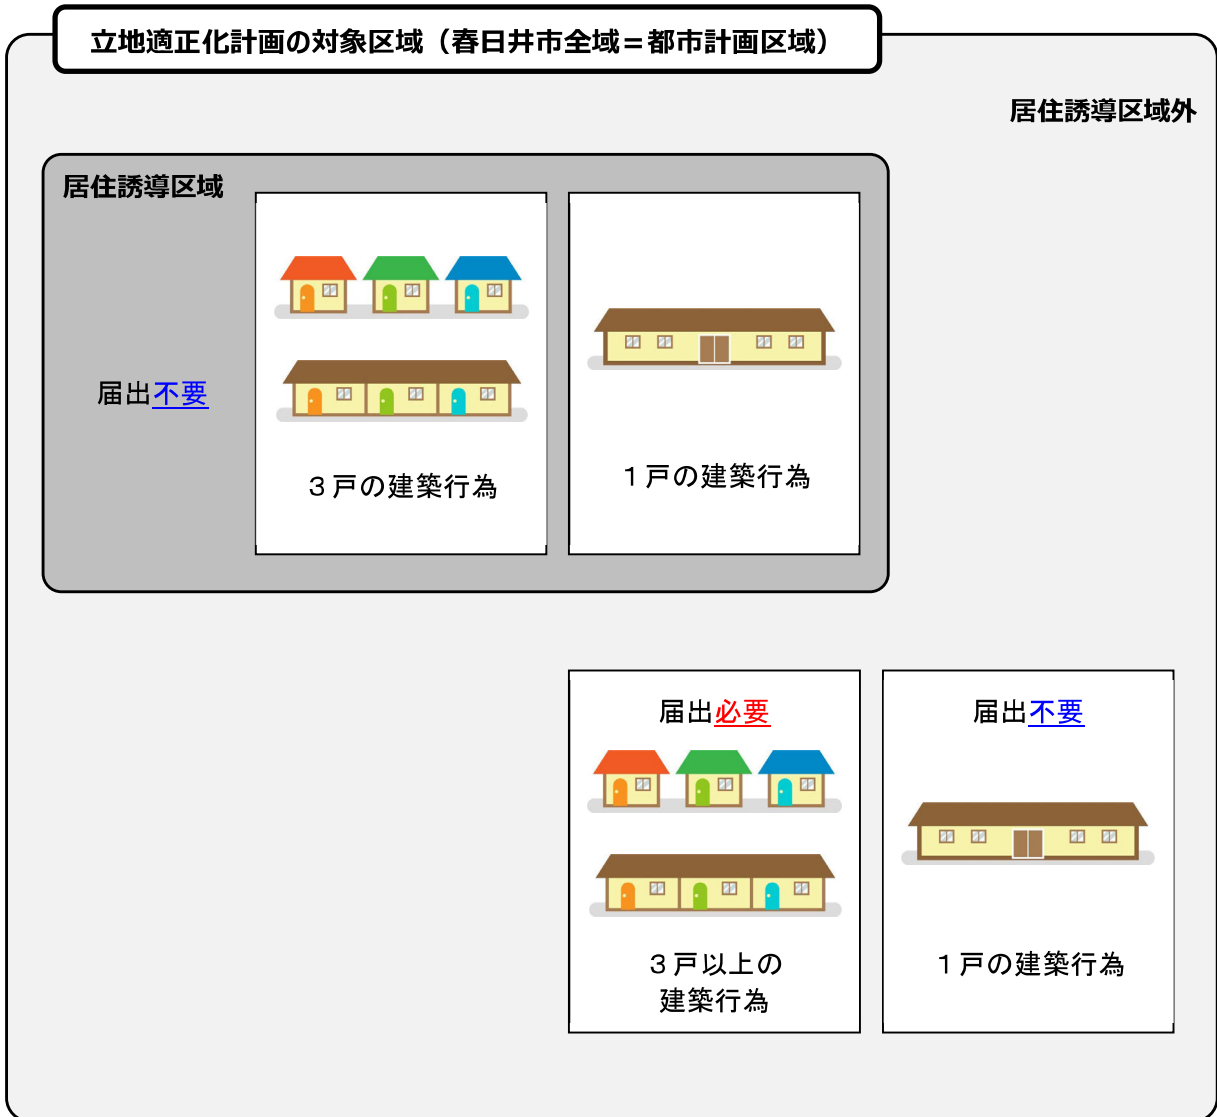 立地適正化計画の対象区域（春日井市全域＝都市計画区域）
居住誘導区域外
居住誘導区域
届出不要
３戸の建築行為
１戸の建築行為
届出必要
３戸以上の
建築行為
届出不要
１戸の建築行為